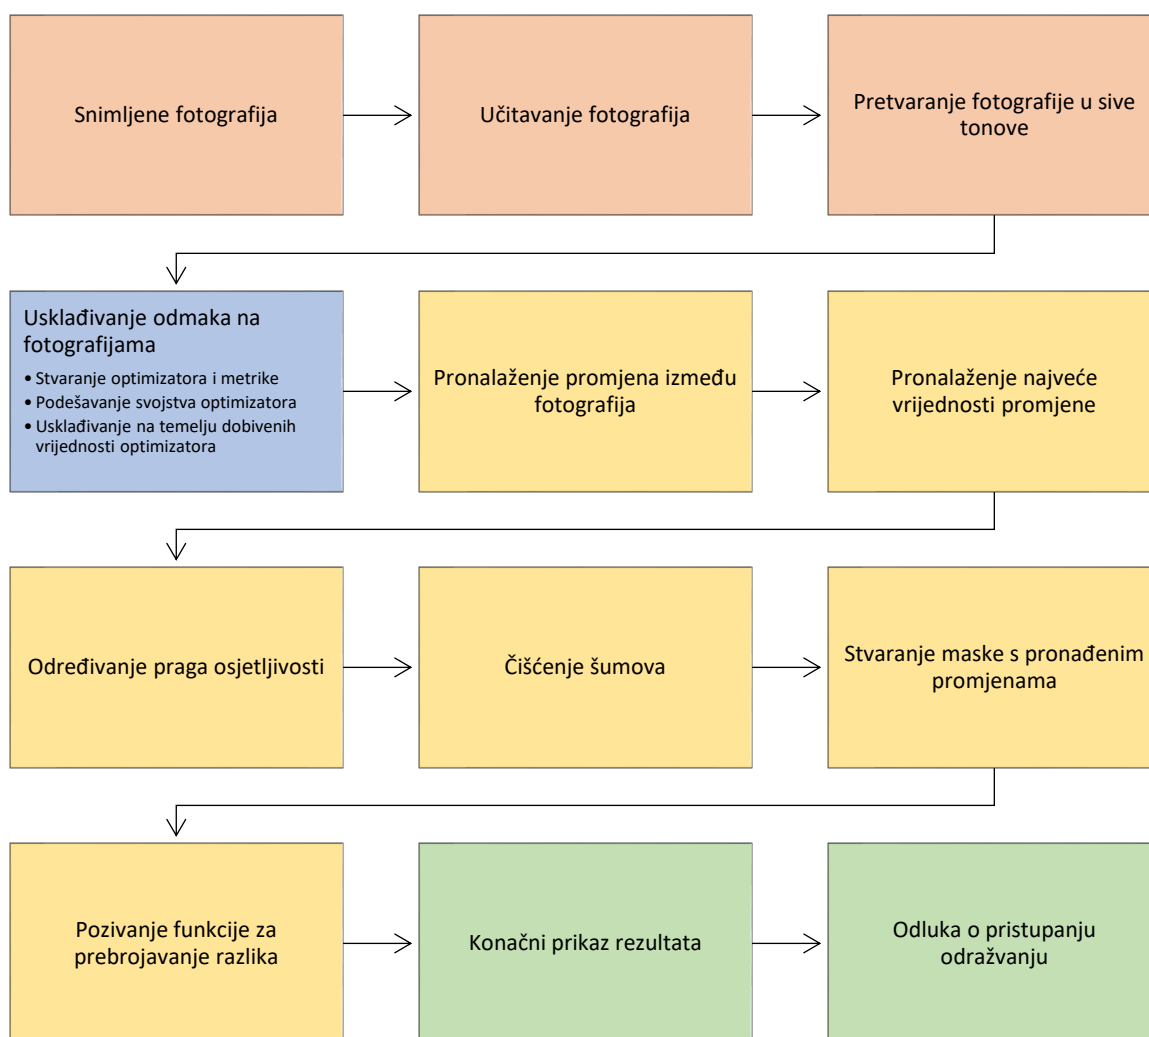 Snimljene fotografija
Učitavanje fotografija
Pretvaranje fotografije u sive
tonove
Usklađivanje odmaka na
fotografijama
• Stvaranje optimizatora i metrike
• Podešavanje svojstva optimizatora
• Usklađivanje na temelju dobivenih
vrijednosti optimizatora
Pronalaženje promjena između
fotografija
Pronalaženje najveće
vrijednosti promjene
Određivanje praga osjetljivosti
Čišćenje šumova
Stvaranje maske s pronađenim
promjenama
Pozivanje funkcije za
prebrojavanje razlika
Konačni prikaz rezultata
Odluka o pristupanju
odražvanju